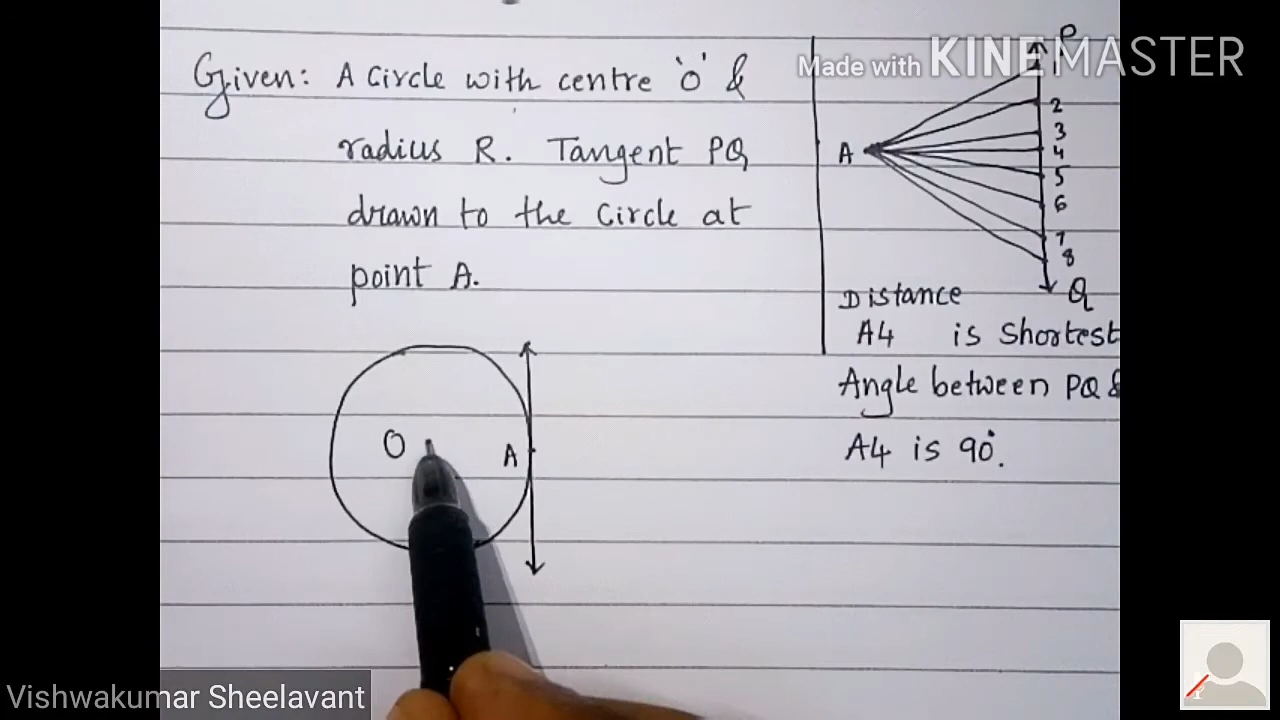 Given: A Circle with centre 'O' &
radius R. Tangent PQ
drawn to the circle at
point A.
O
A
Made with KINEMASTER
P
1
2
3
A
4
5
6
7
8
Q
Distance
A4 is Shortest
Angle between PQ &
A4 is 90°.
Vishwakumar Sheelavant